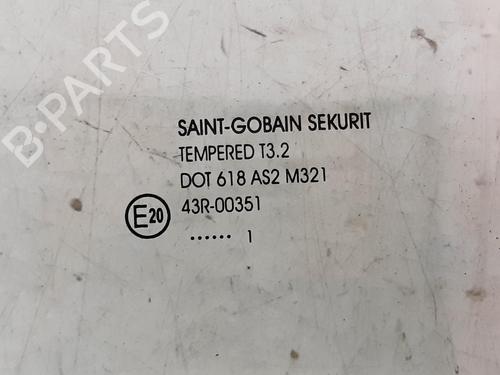 B-PARTS
SAINT-GOBAIN SEKURIT
TEMPERED T3.2
DOT 618 AS2 M321
43R-00351
E20
...... 1